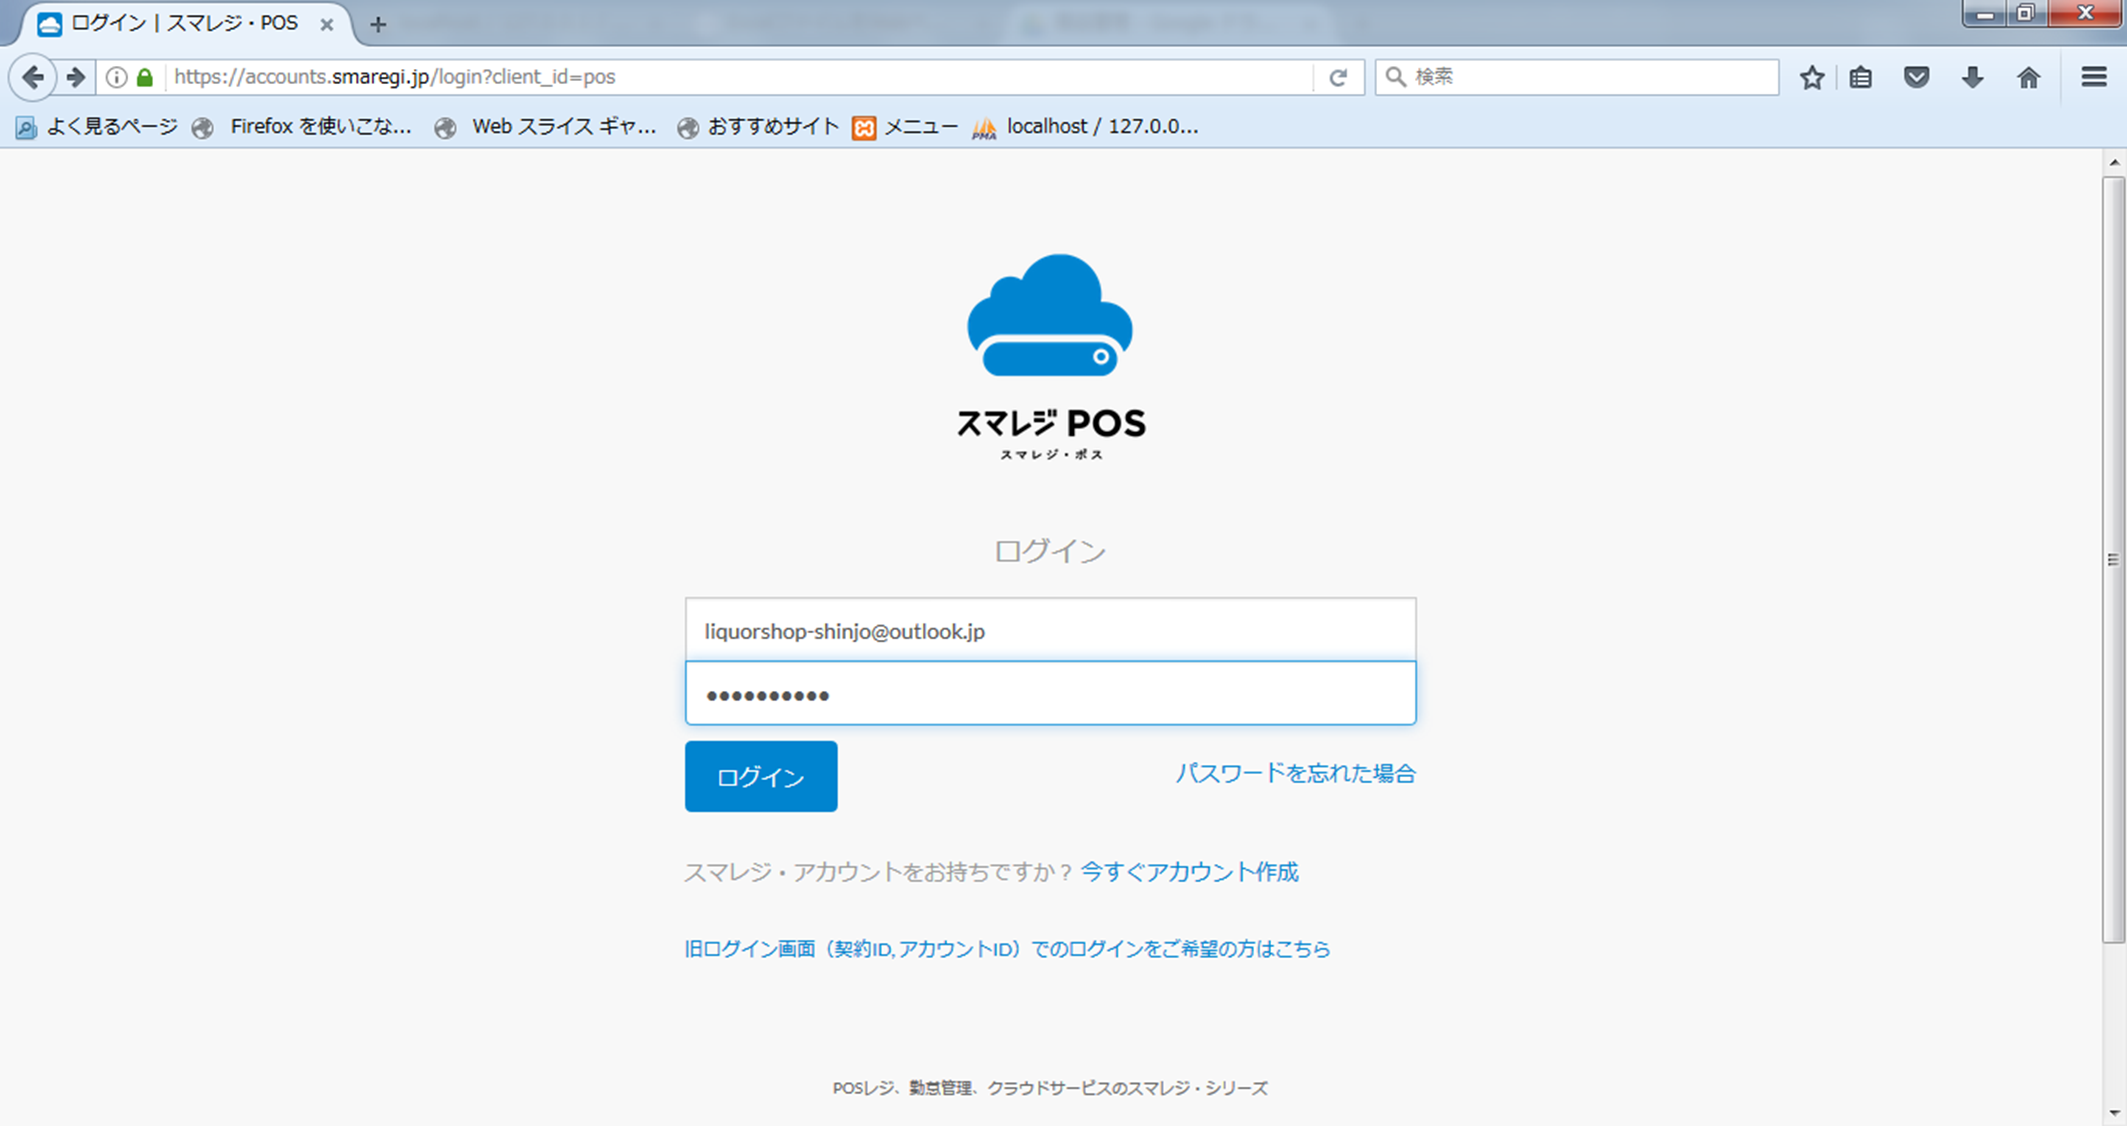 ログイン | スマレジ・POS
https://accounts.smaregi.jp/login?client_id=pos
検索
よく見るページ Firefox を使いこな... Web スライス ギャ... おすすめサイト メニュー PMA localhost / 127.0.0...
スマレジ POS
スマレジ・ポス
ログイン
liquorshop-shinjo@outlook.jp
●●●●●●●●●●
ログイン パスワードを忘れた場合
スマレジ・アカウントをお持ちですか？ 今すぐアカウント作成
旧ログイン画面（契約ID, アカウントID）でのログインをご希望の方はこちら
POSレジ、勤怠管理、クラウドサービスのスマレジ・シリーズ